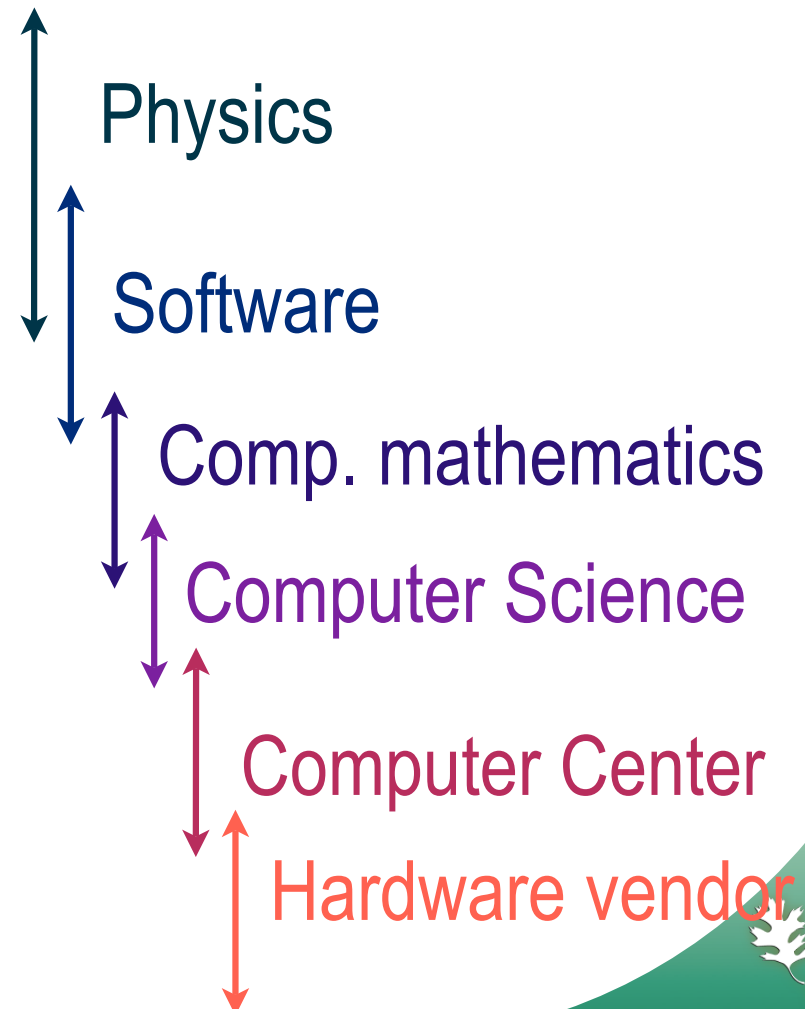 Physics
Software
Comp. mathematics
Computer Science
Computer Center
Hardware vendor